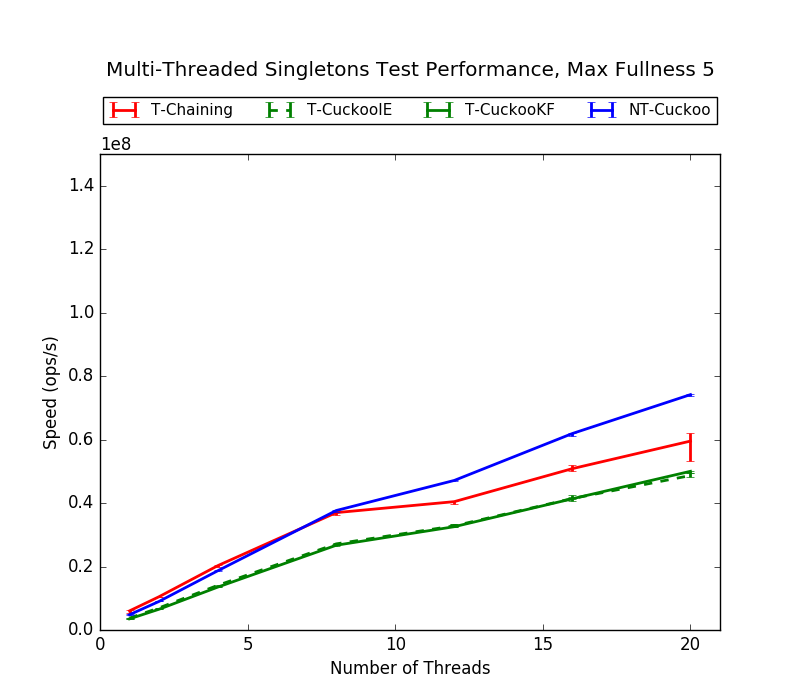 Multi-Threaded Singletons Test Performance, Max Fullness 5
T-Chaining T-CuckooIE T-CuckooKF NT-Cuckoo
1e8
1.4
1.2
1.0
0.8
0.6
0.4
0.2
0.0
Speed (ops/s)
0 5 10 15 20
Number of Threads